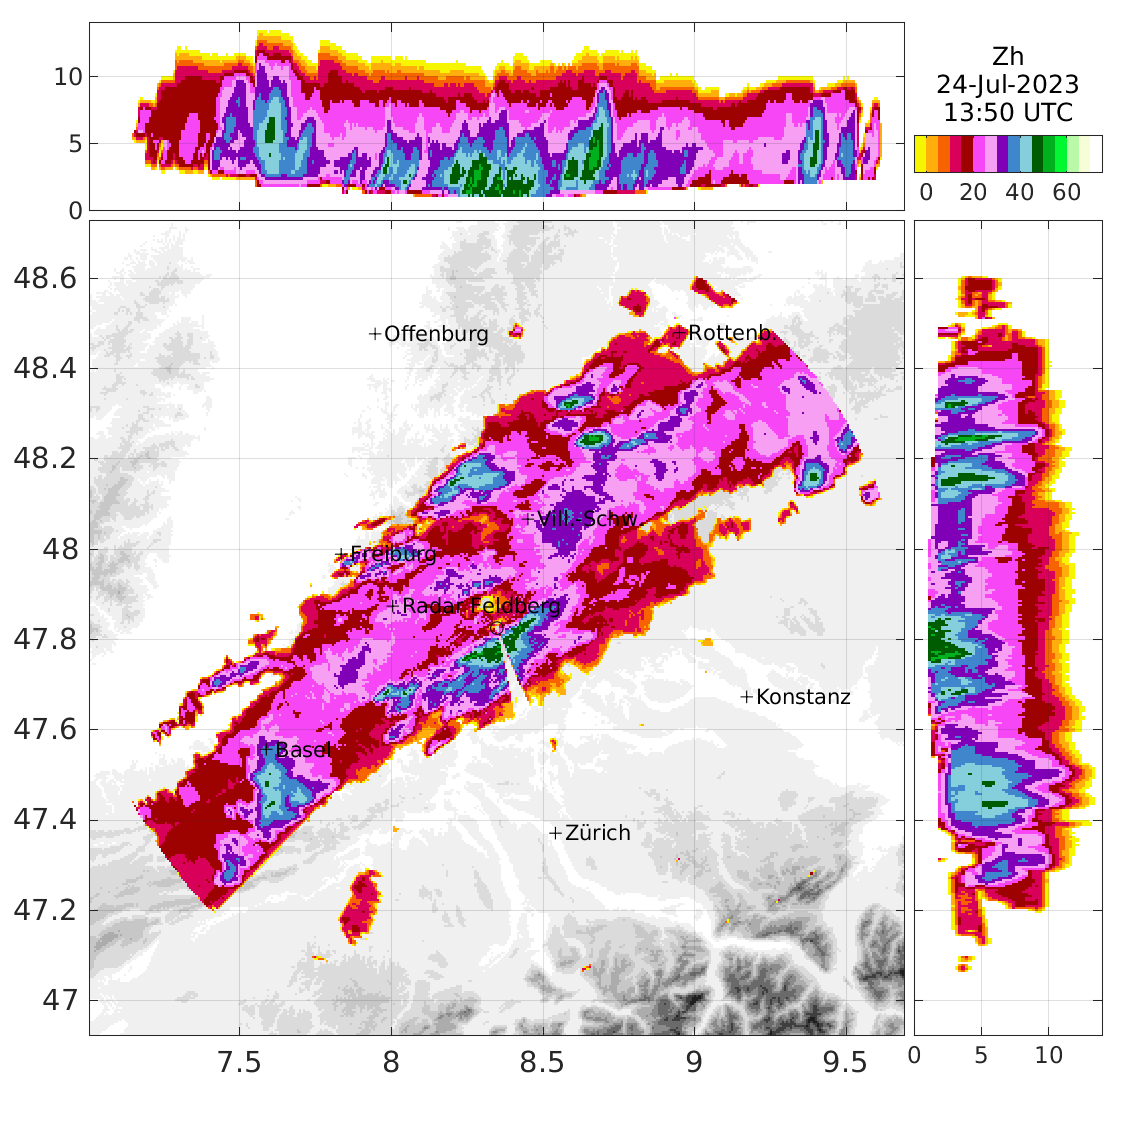 Zh
24-Jul-2023
13:50 UTC
10
5
0
0 20 40 60
48.6
48.4
48.2
48
47.8
47.6
47.4
47.2
47
+Offenburg
+Rottenb.
+Vill.-Schw.
+Freiburg
+Radar Feldberg
+Konstanz
+Basel
+Zürich
7.5 8 8.5 9 9.5
0 5 10